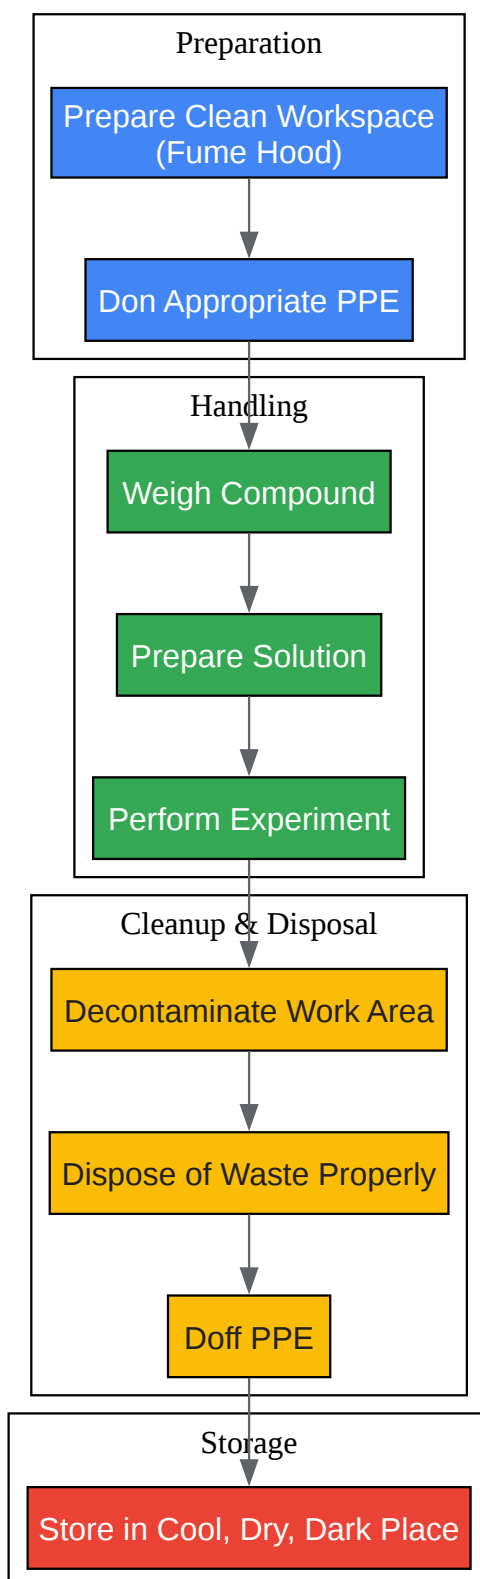 Preparation
Prepare Clean Workspace
(Fume Hood)
Don Appropriate PPE
Handling
Weigh Compound
Prepare Solution
Perform Experiment
Cleanup & Disposal
Decontaminate Work Area
Dispose of Waste Properly
Doff PPE
Storage
Store in Cool, Dry, Dark Place